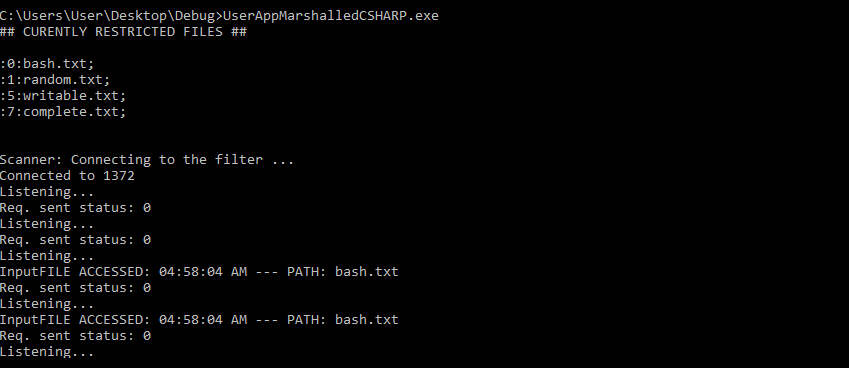 C:\Users\User\Desktop\Debug>UserAppMarshalledCSHARP.exe
## CURENTLY RESTRICTED FILES ##
:0:bash.txt;
:1:random.txt;
:5:writable.txt;
:7:complete.txt;
Scanner: Connecting to the filter ...
Connected to 1372
Listening...
Req. sent status: 0
Listening...
Req. sent status: 0
Listening...
InputFILE ACCESSED: 04:58:04 AM --- PATH: bash.txt
Req. sent status: 0
Listening...
InputFILE ACCESSED: 04:58:04 AM --- PATH: bash.txt
Req. sent status: 0
Listening...